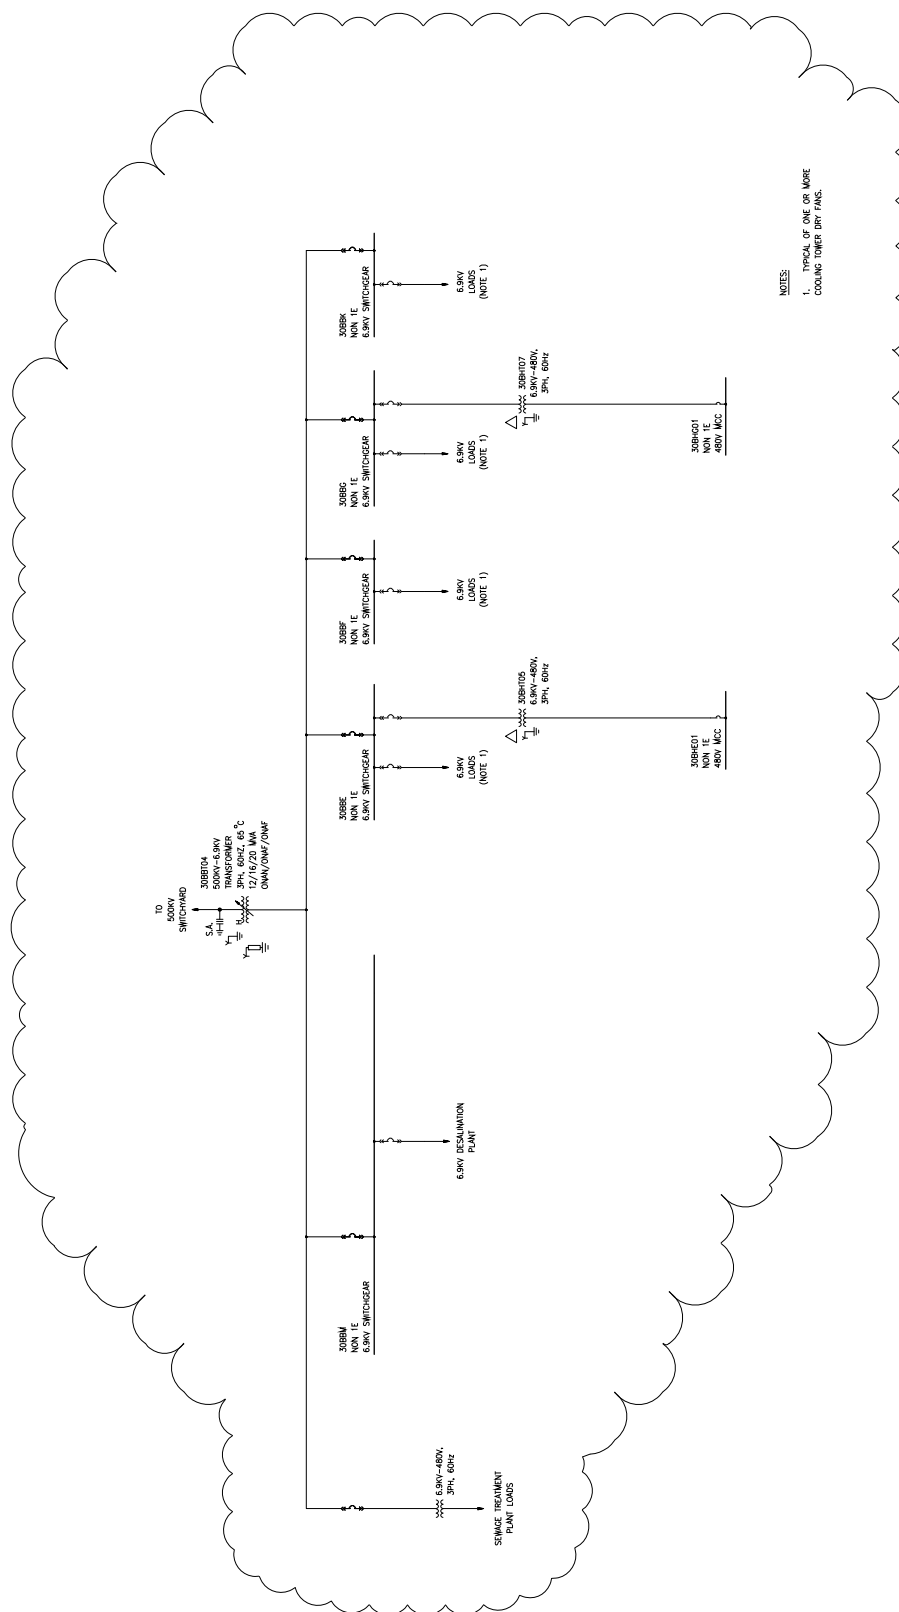 TO
500KV
SWITCHYARD
S.A.
H
30BBT04
500KV-6.9KV
TRANSFORMER
3PH, 60HZ, 65°C
12/16/20 MVA
ONAN/ONAF/ONAF
6.9KV-480V,
3PH, 60Hz
SEWAGE TREATMENT
PLANT LOADS
30BBM
NON 1E
6.9KV SWITCHGEAR
6.9KV DESALINATION
PLANT
30BBE
NON 1E
6.9KV SWITCHGEAR
6.9KV
LOADS
(NOTE 1)
30BHT05
6.9KV-480V,
3PH, 60Hz
30BHE01
NON 1E
480V MCC
30BBF
NON 1E
6.9KV SWITCHGEAR
6.9KV
LOADS
(NOTE 1)
30BBG
NON 1E
6.9KV SWITCHGEAR
6.9KV
LOADS
(NOTE 1)
30BHT07
6.9KV-480V,
3PH, 60Hz
30BHG01
NON 1E
480V MCC
30BBK
NON 1E
6.9KV SWITCHGEAR
6.9KV
LOADS
(NOTE 1)
NOTES:
1. TYPICAL OF ONE OR MORE
COOLING TOWER DRY FANS.